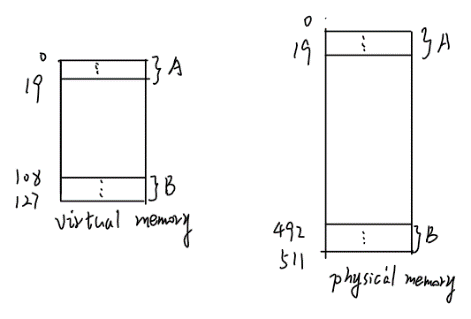 0
⋮
19
A
108
⋮
127
B
virtual memory
0
⋮
19
A
492
⋮
511
B
physical memory